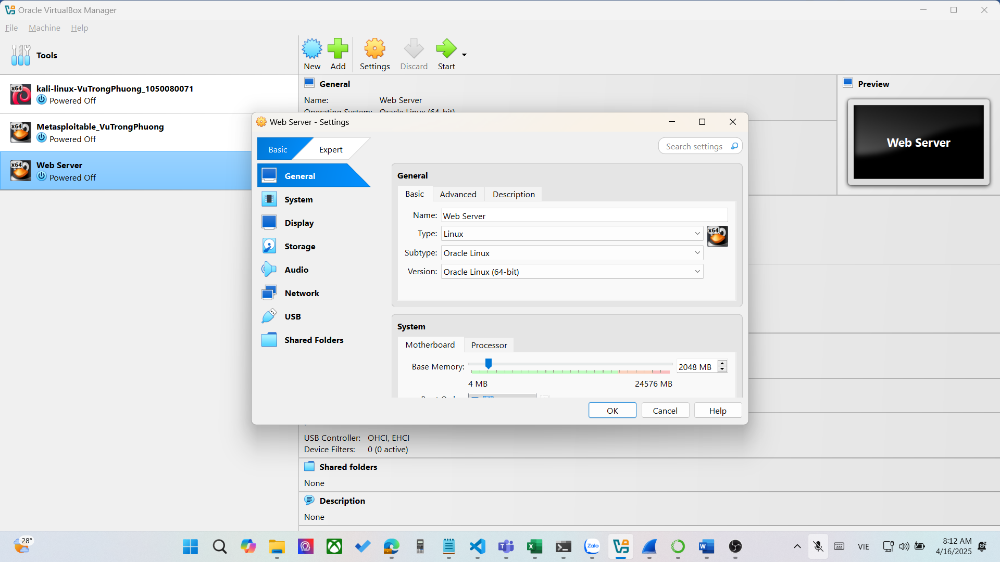 Oracle VirtualBox Manager
File Machine Help
Tools
New Add Settings Discard Start
x64 kali-linux-VuTrongPhuong_1050080071
Powered Off
x64 Metasploitable_VuTrongPhuong
Powered Off
x64 Web Server
Powered Off
General
Name: Web Server
Operating System: Oracle Linux (64-bit)
Preview
Web Server
Web Server - Settings
Basic Expert
Search settings
General
System
Display
Storage
Audio
Network
USB
Shared Folders
General
Basic Advanced Description
Name: Web Server
Type: Linux
x64
Subtype: Oracle Linux
Version: Oracle Linux (64-bit)
System
Motherboard Processor
Base Memory: 2048 MB
4 MB 24576 MB
OK Cancel Help
USB Controller: OHCI, EHCI
Device Filters: 0 (0 active)
Shared folders
None
Description
None
28°
Zalo
VIE
8:12 AM
4/16/2025